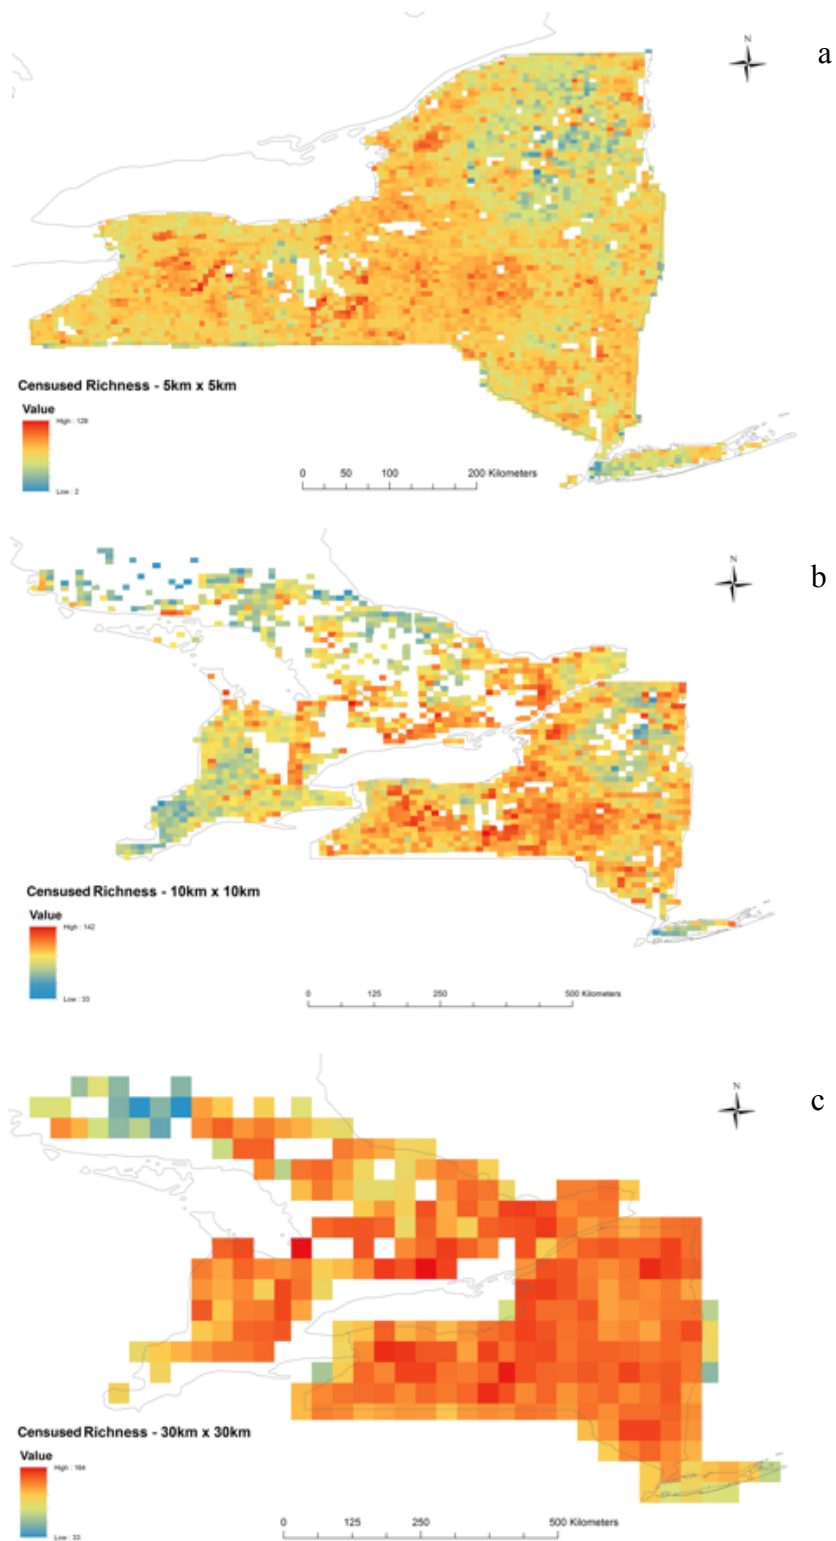 N
a
Censused Richness - 5km x 5km
Value
High : 129
Low : 2
0 50 100 200 Kilometers
N
b
Censused Richness - 10km x 10km
Value
High : 142
Low : 33
0 125 250 500 Kilometers
N
c
Censused Richness - 30km x 30km
Value
High : 164
Low : 33
0 125 250 500 Kilometers